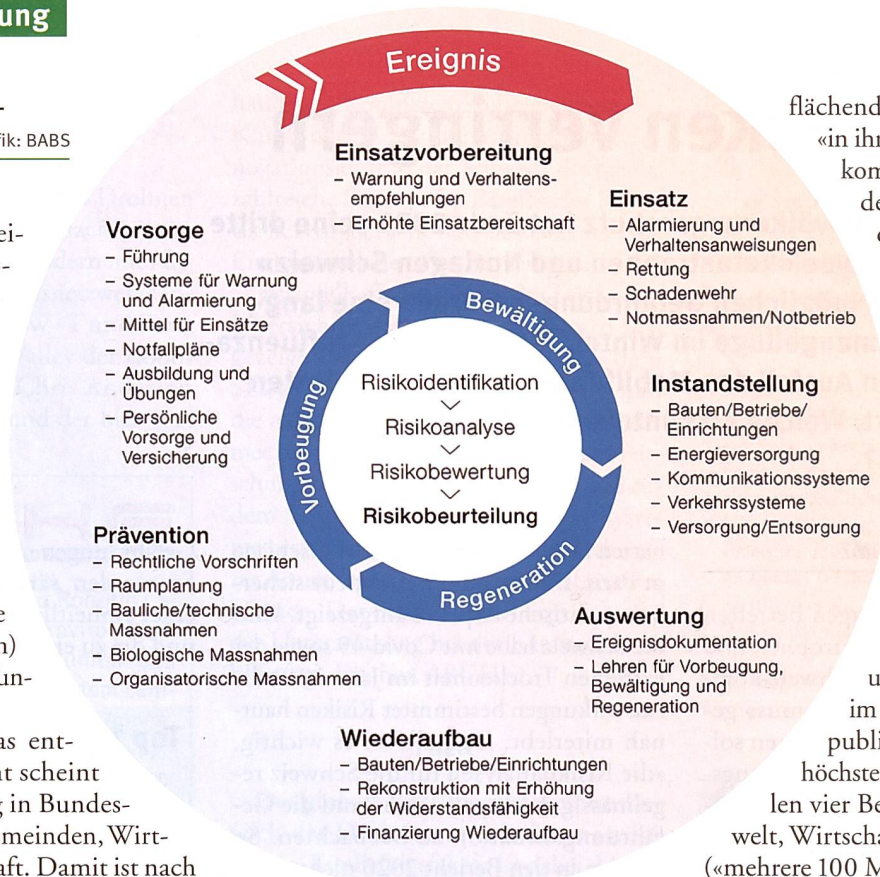 ung
fik: BABS
Ereignis
Einsatzvorbereitung
– Warnung und Verhaltens-
empfehlungen
– Erhöhte Einsatzbereitschaft
Einsatz
– Alarmierung und
Verhaltensanweisungen
– Rettung
– Schadenwehr
– Notmassnahmen/Notbetrieb
Instandstellung
– Bauten/Betriebe/
Einrichtungen
– Energieversorgung
– Kommunikationssysteme
– Verkehrssysteme
– Versorgung/Entsorgung
Auswertung
– Ereignisdokumentation
– Lehren für Vorbeugung,
Bewältigung und
Regeneration
Wiederaufbau
– Bauten/Betriebe/Einrichtungen
– Rekonstruktion mit Erhöhung
der Widerstandsfähigkeit
– Finanzierung Wiederaufbau
Prävention
– Rechtliche Vorschriften
– Raumplanung
– Bauliche/technische
Massnahmen
– Biologische Massnahmen
– Organisatorische Massnahmen
Vorsorge
– Führung
– Systeme für Warnung
und Alarmierung
– Mittel für Einsätze
– Notfallpläne
– Ausbildung und
Übungen
– Persönliche
Vorsorge und
Versicherung
Bewältigung
Regeneration
Vorbeugung
Risikoidentifikation
Risikoanalyse
Risikobewertung
Risikobeurteilung
ei-
-
n)
un-
as ent-
nt scheint
g in Bundes-
meinden, Wirt-
aft. Damit ist nach
flächend
«in ihr
kom
de
u
im
publi
höchste
len vier Be
welt, Wirtscha
(«mehrere 100 M